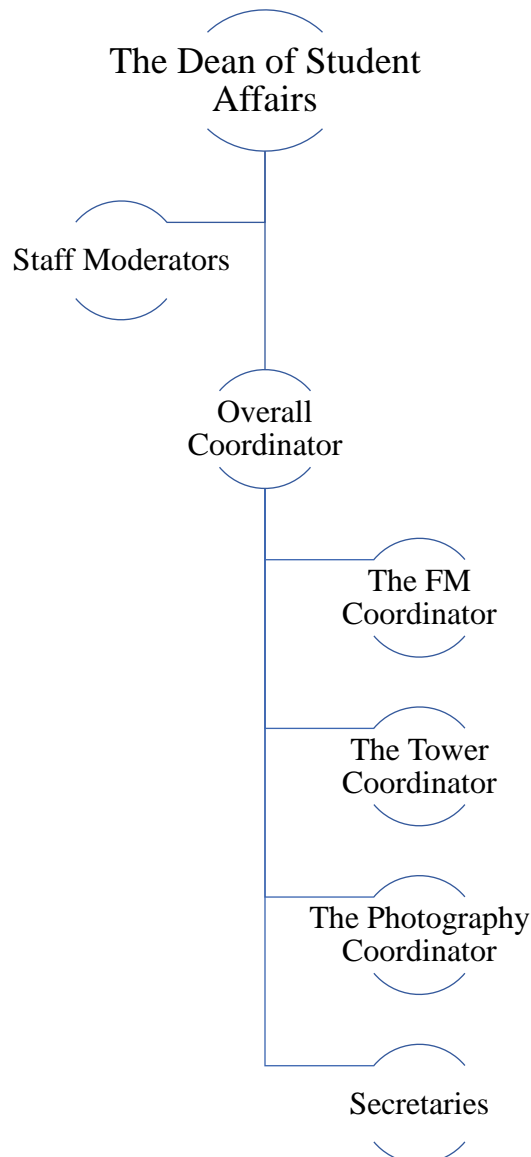 The Dean of Student
Affairs
Staff Moderators
Overall
Coordinator
The FM
Coordinator
The Tower
Coordinator
The Photography
Coordinator
Secretaries